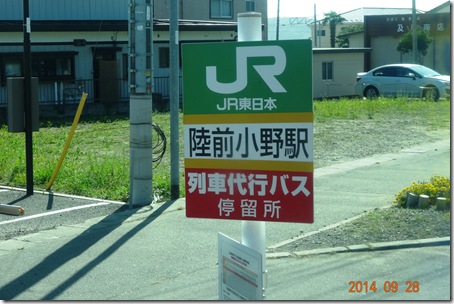 JR
JR東日本
陸前小野駅
列車代行バス
停留所
2014 09 28